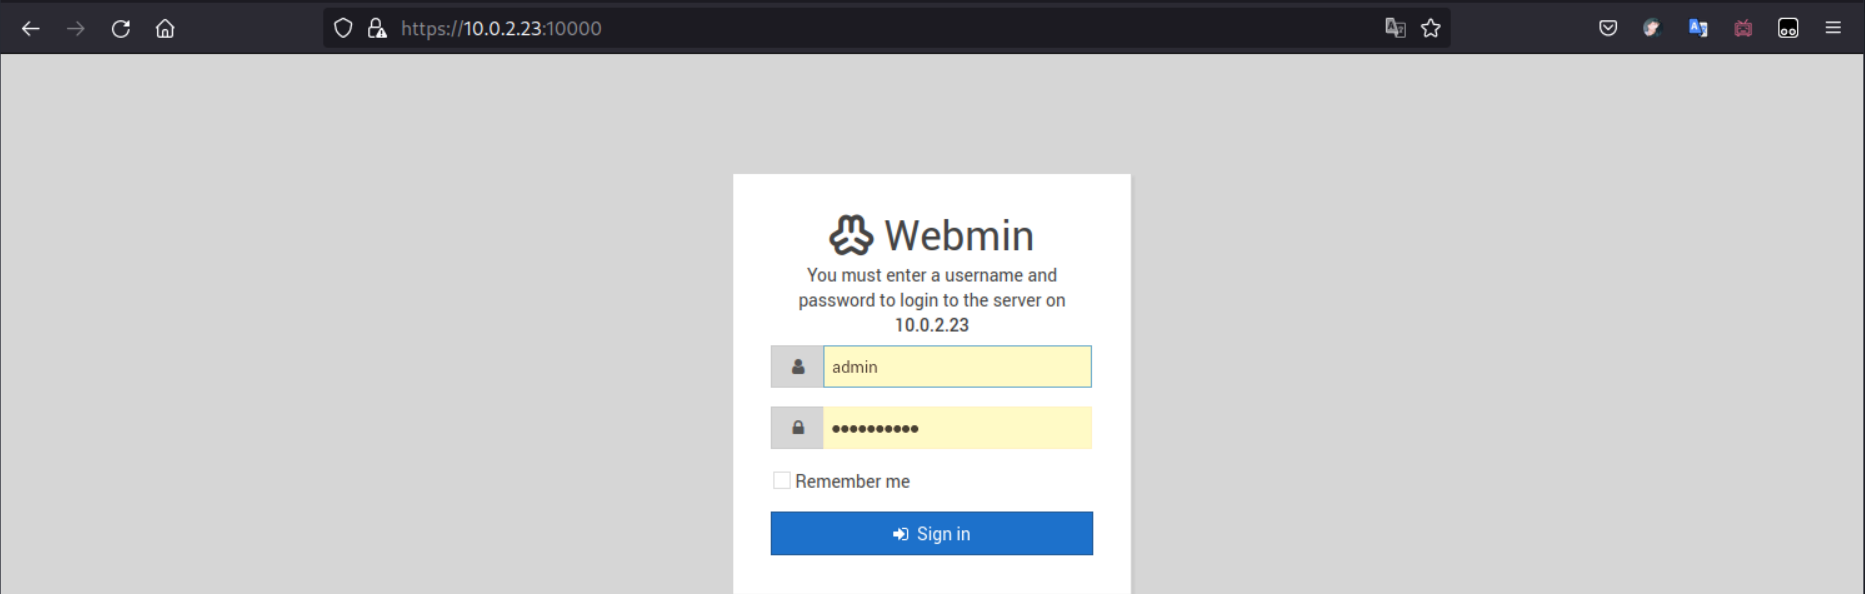 https://10.0.2.23:10000
Webmin
You must enter a username and
password to login to the server on
10.0.2.23
admin
••••••••••
Remember me
Sign in